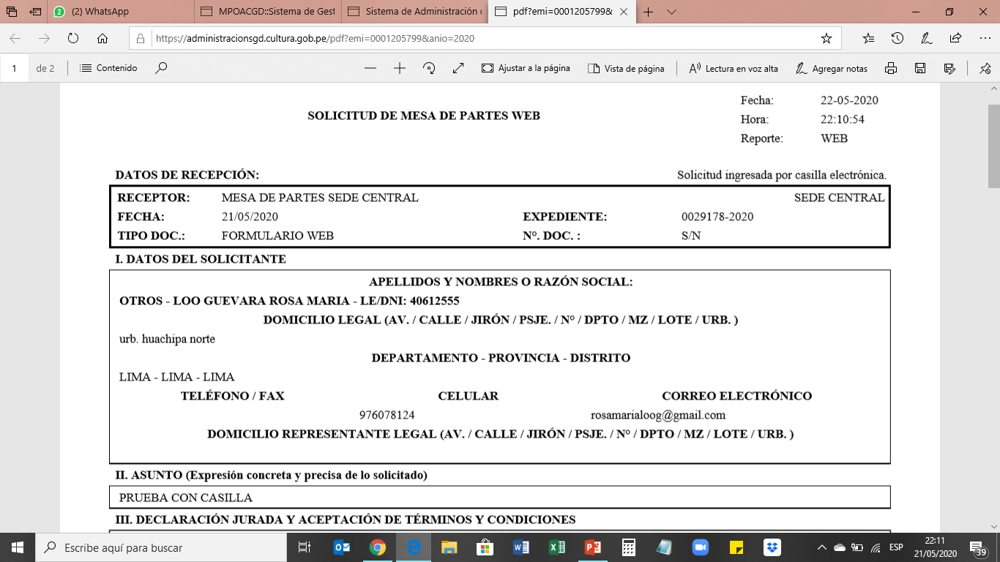 (2) WhatsApp
MPOACGD::Sistema de Gest
Sistema de Administración
pdf?emi=0001205799&
https://administracionsgd.cultura.gob.pe/pdf?emi=0001205799&anio=2020
1 de 2 Contenido Ajustar a la página Vista de página Lectura en voz alta Agregar notas
Fecha: 22-05-2020
SOLICITUD DE MESA DE PARTES WEB
Hora: 22:10:54
Reporte: WEB
DATOS DE RECEPCIÓN: Solicitud ingresada por casilla electrónica.
RECEPTOR: MESA DE PARTES SEDE CENTRAL SEDE CENTRAL
FECHA: 21/05/2020 EXPEDIENTE: 0029178-2020
TIPO DOC.: FORMULARIO WEB N°. DOC. : S/N
I. DATOS DEL SOLICITANTE
APELLIDOS Y NOMBRES O RAZÓN SOCIAL:
OTROS - LOO GUEVARA ROSA MARIA - LE/DNI: 40612555
DOMICILIO LEGAL (AV. / CALLE / JIRÓN / PSJE. / N° / DPTO / MZ / LOTE / URB. )
urb. huachipa norte
DEPARTAMENTO - PROVINCIA - DISTRITO
LIMA - LIMA - LIMA
TELÉFONO / FAX CELULAR CORREO ELECTRÓNICO
976078124 rosamarialoog@gmail.com
DOMICILIO REPRESENTANTE LEGAL (AV. / CALLE / JIRÓN / PSJE. / N° / DPTO / MZ / LOTE / URB. )
II. ASUNTO (Expresión concreta y precisa de lo solicitado)
PRUEBA CON CASILLA
III. DECLARACIÓN JURADA Y ACEPTACIÓN DE TÉRMINOS Y CONDICIONES
Escribe aquí para buscar
ESP
22:11
21/05/2020
39